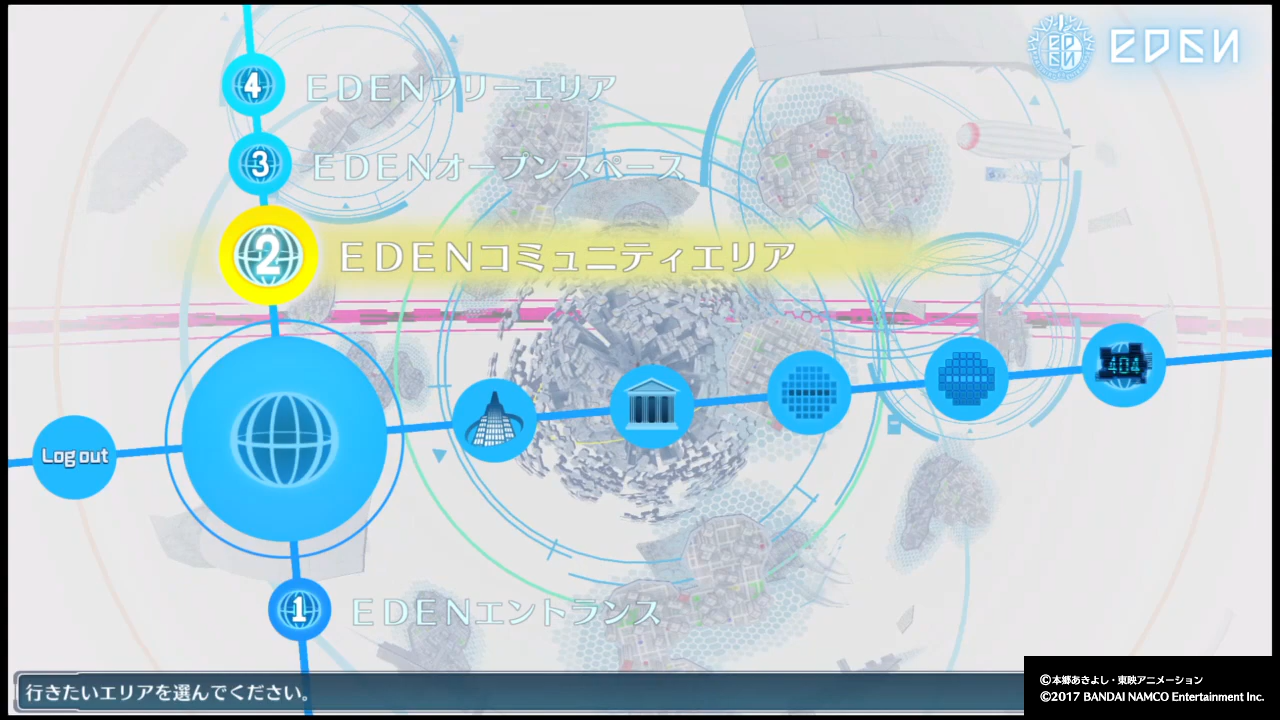 EDEN
4 EDENフリーエリア
3 EDENオープンスペース
2 EDENコミュニティエリア
404
Log out
1 EDENエントランス
行きたいエリアを選んでください。
©本郷あきよし・東映アニメーション
©2017 BANDAI NAMCO Entertainment Inc.